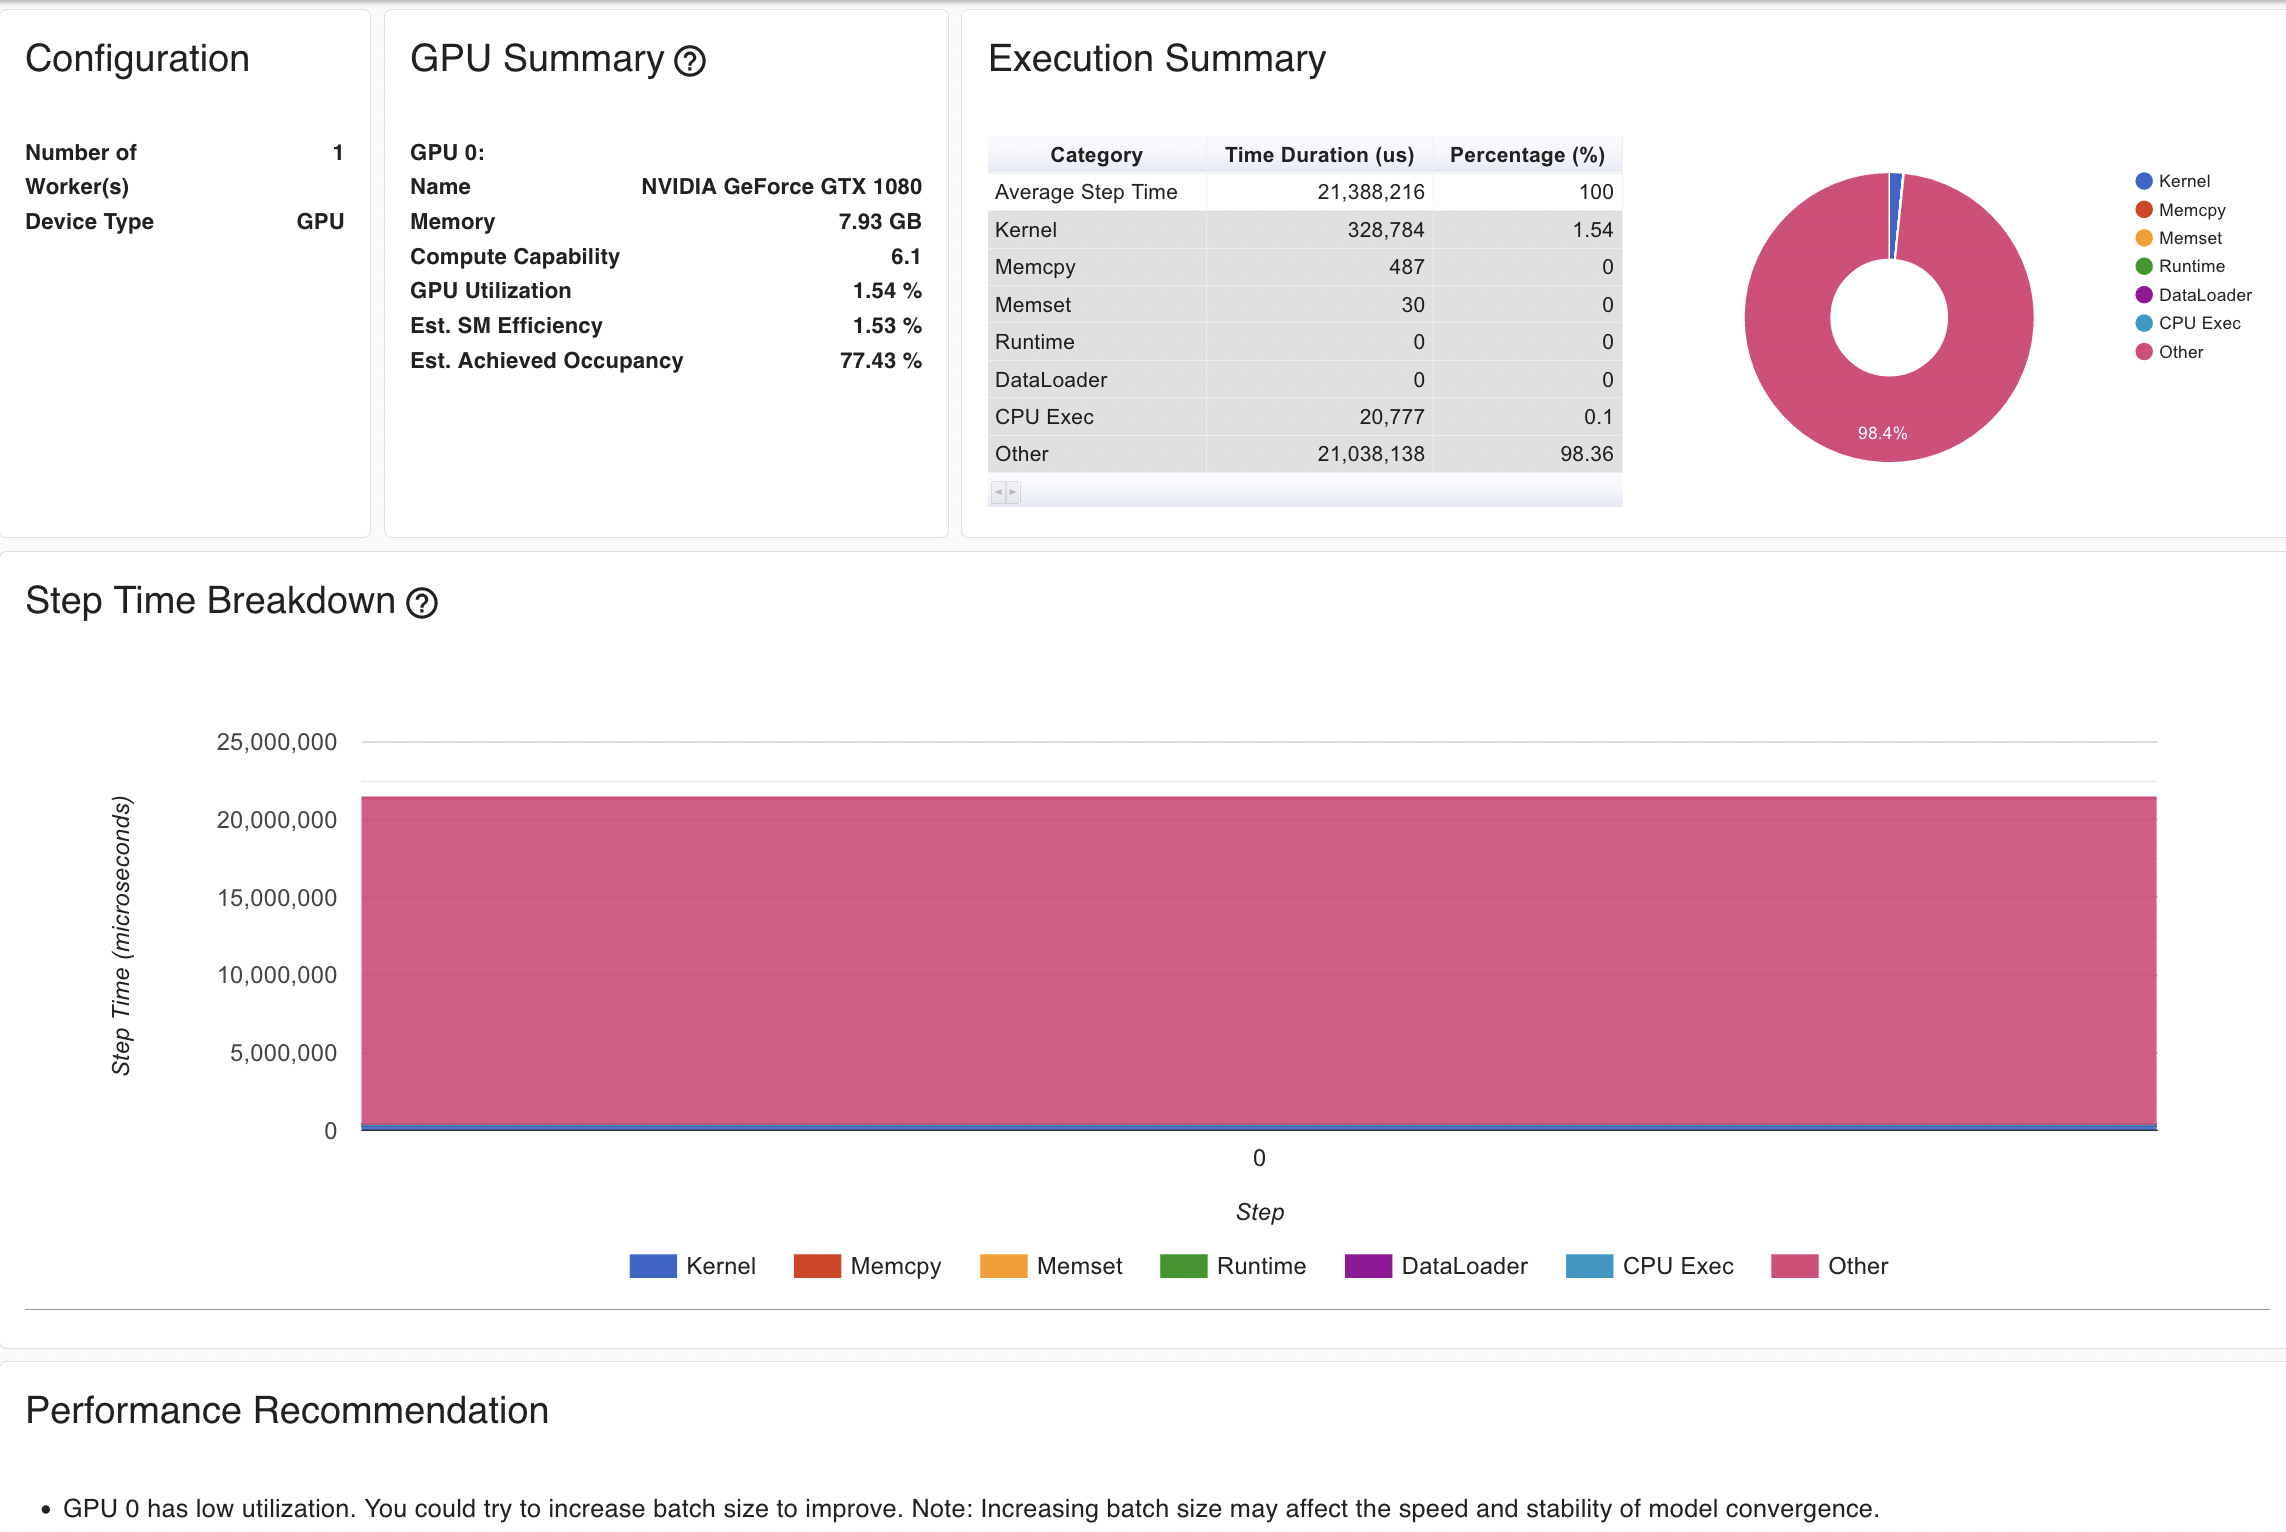 Configuration
Number of Worker(s) 1
Device Type GPU
GPU Summary
GPU 0:
Name NVIDIA GeForce GTX 1080
Memory 7.93 GB
Compute Capability 6.1
GPU Utilization 1.54 %
Est. SM Efficiency 1.53 %
Est. Achieved Occupancy 77.43 %
Execution Summary
Category Time Duration (us) Percentage (%)
Average Step Time 21,388,216 100
Kernel 328,784 1.54
Memcpy 487 0
Memset 30 0
Runtime 0 0
DataLoader 0 0
CPU Exec 20,777 0.1
Other 21,038,138 98.36
98.4%
Kernel
Memcpy
Memset
Runtime
DataLoader
CPU Exec
Other
Step Time Breakdown
Step Time (microseconds)
25,000,000
20,000,000
15,000,000
10,000,000
5,000,000
0
0
Step
Kernel Memcpy Memset Runtime DataLoader CPU Exec Other
Performance Recommendation
• GPU 0 has low utilization. You could try to increase batch size to improve. Note: Increasing batch size may affect the speed and stability of model convergence.